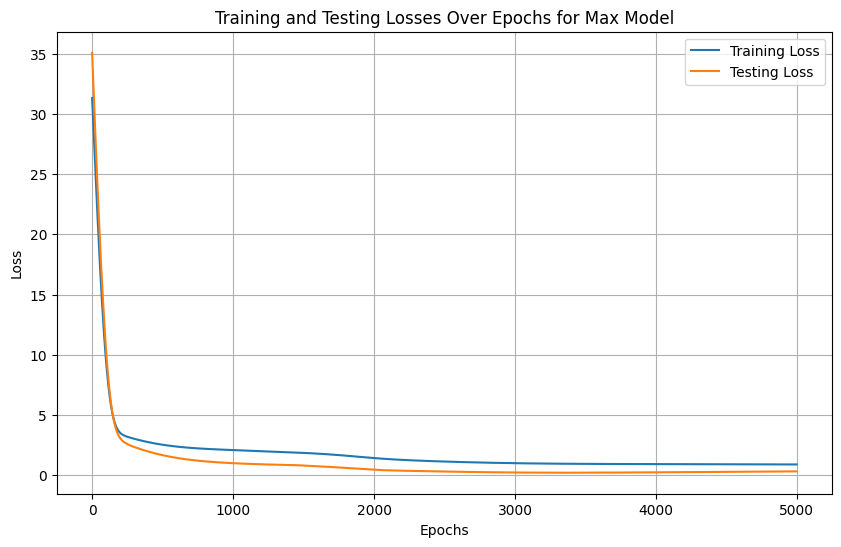 Training and Testing Losses Over Epochs for Max Model
Training Loss
Testing Loss
Loss
35
30
25
20
15
10
5
0
0 1000 2000 3000 4000 5000
Epochs